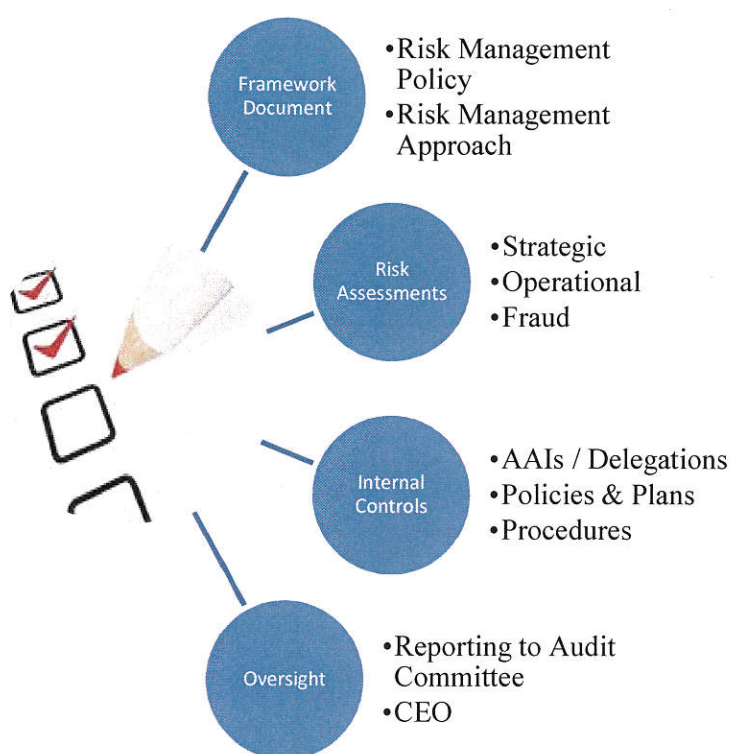 Framework
Document
•Risk Management
Policy
•Risk Management
Approach
Risk
Assessments
•Strategic
•Operational
•Fraud
Internal
Controls
•AAIs / Delegations
•Policies & Plans
•Procedures
Oversight
•Reporting to Audit
Committee
•CEO